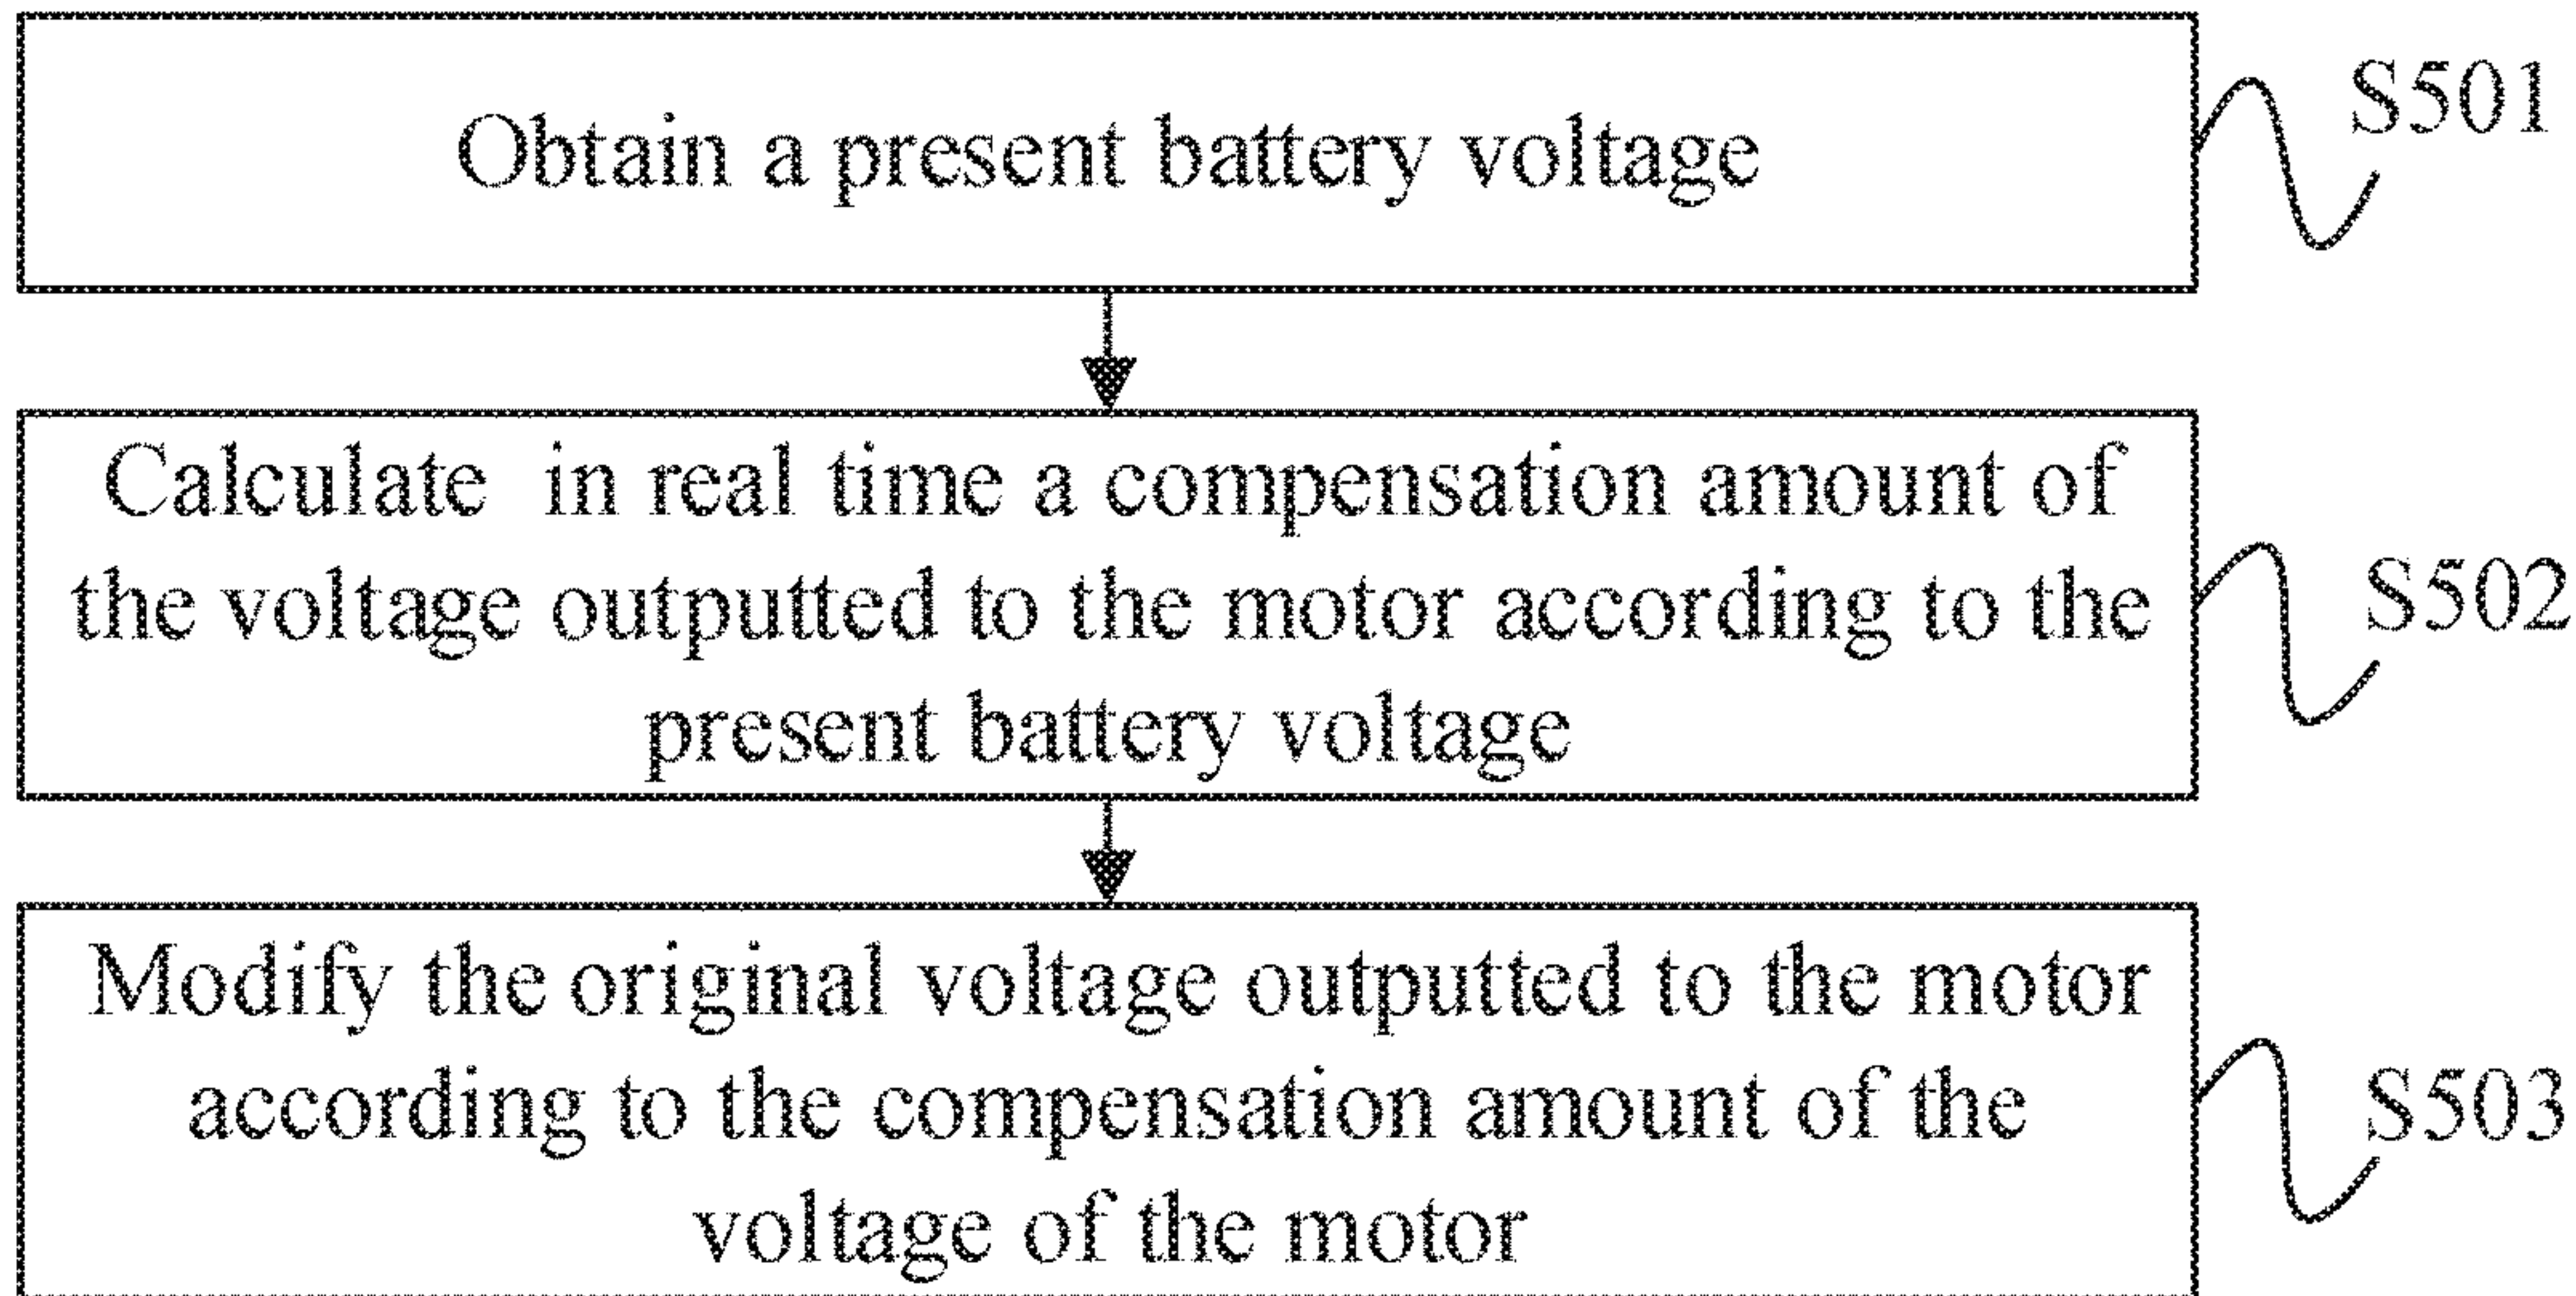 Obtain a present battery voltage
S501
Calculate in real time a compensation amount of
the voltage outputted to the motor according to the
present battery voltage
S502
Modify the original voltage outputted to the motor
according to the compensation amount of the
voltage of the motor
S503